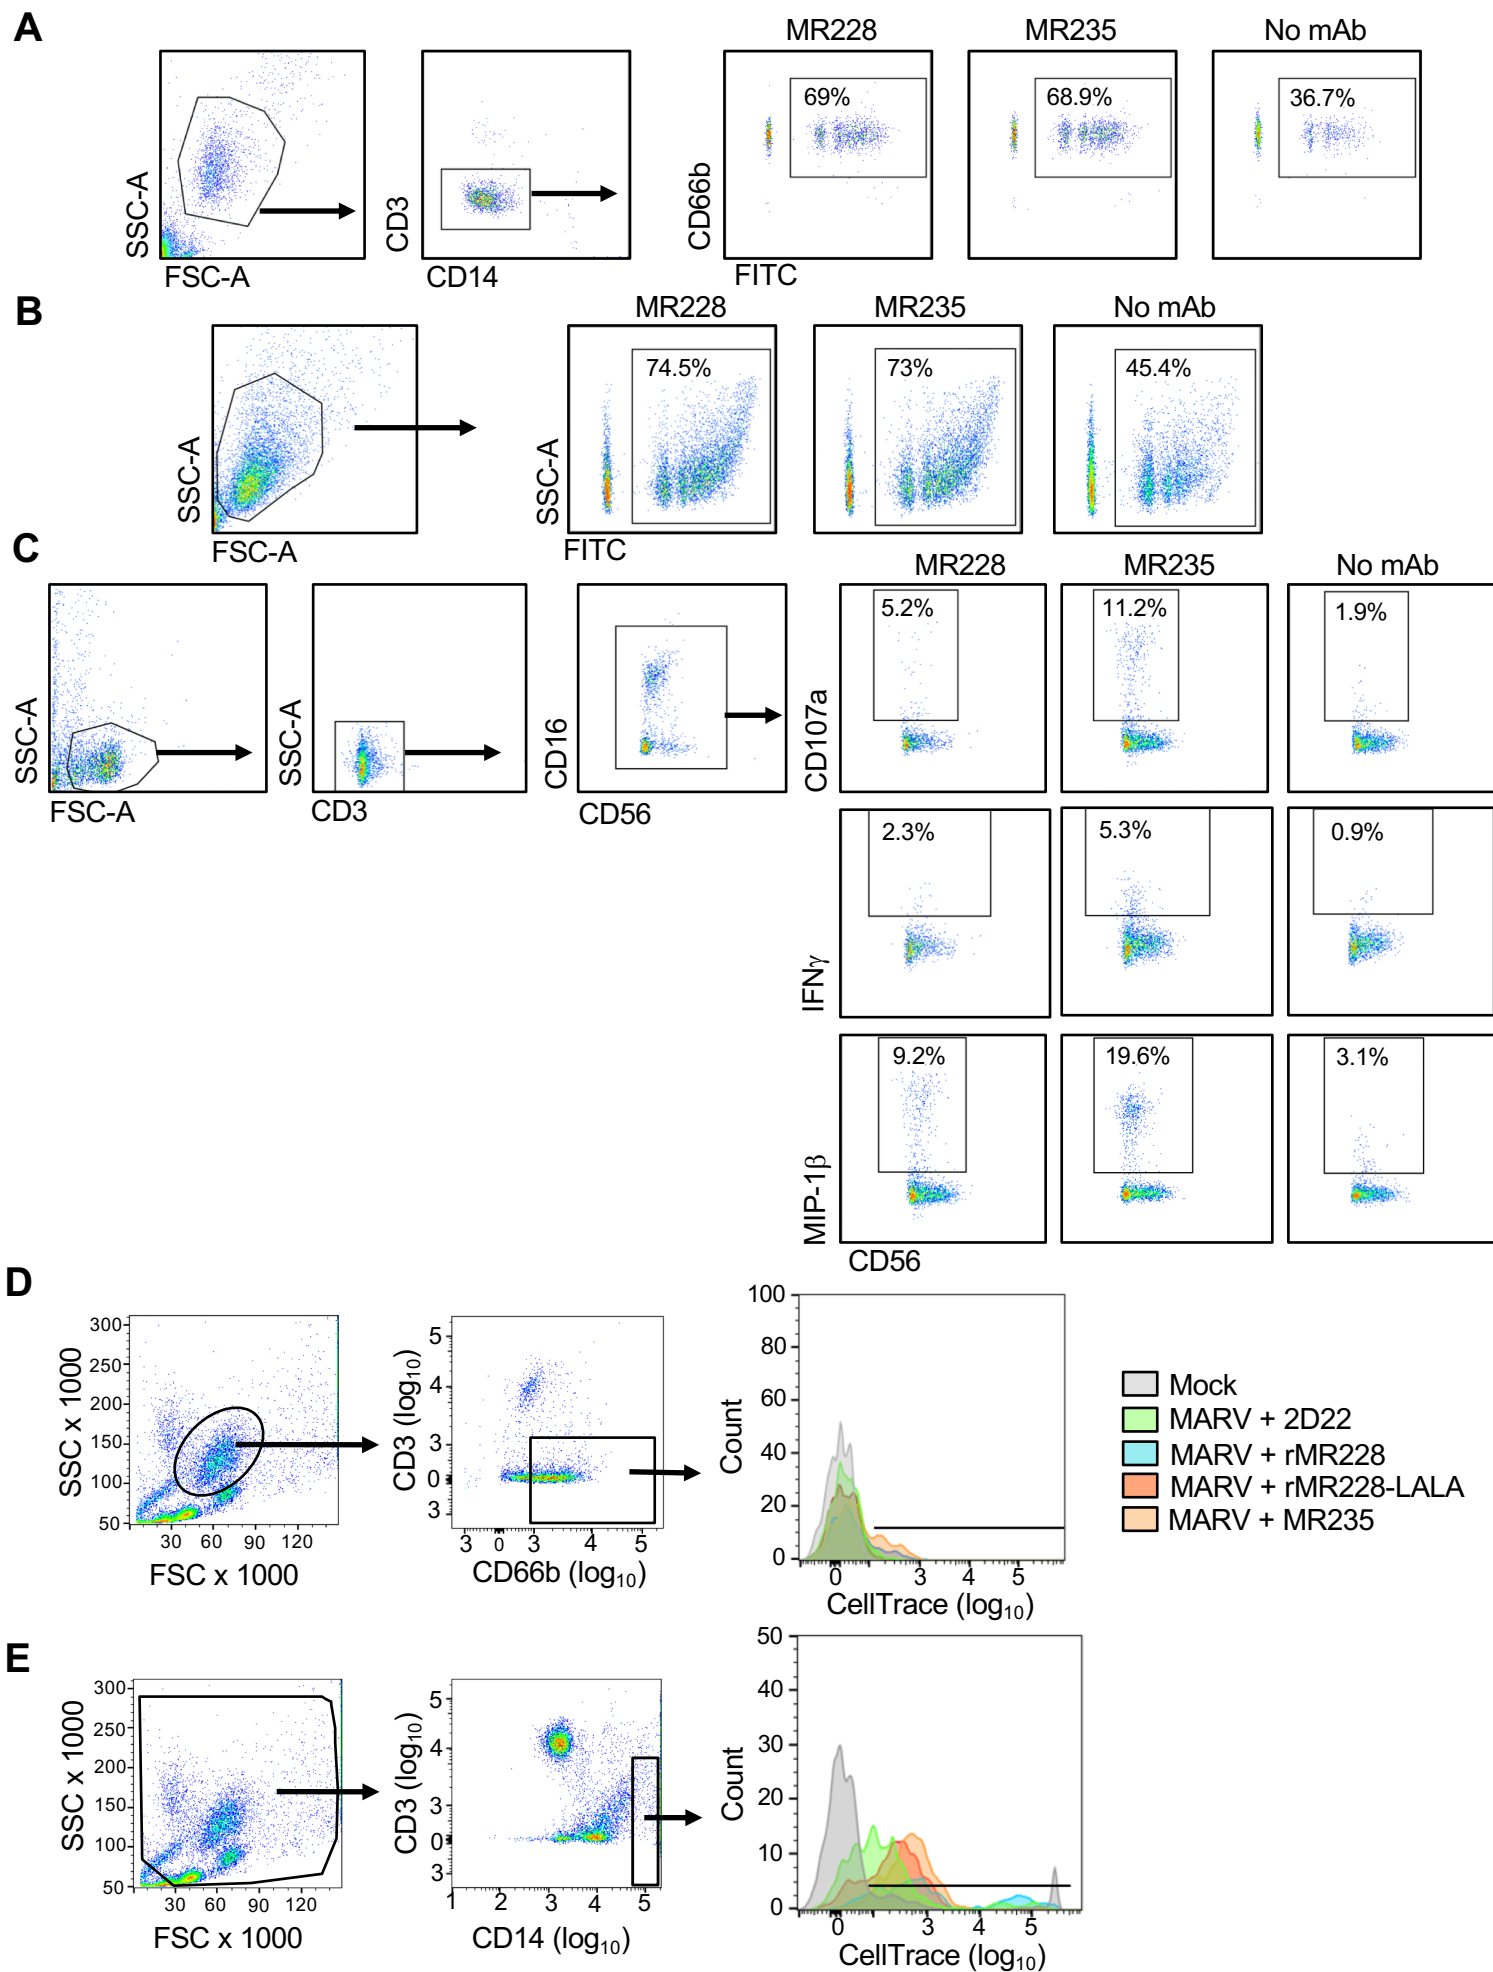 A
MR228
MR235
No mAb
69%
68.9%
36.7%
SSC-A
CD3
CD66b
FSC-A
CD14
FITC
B
MR228
MR235
No mAb
74.5%
73%
45.4%
SSC-A
SSC-A
FSC-A
FITC
C
MR228
MR235
No mAb
5.2%
11.2%
1.9%
SSC-A
SSC-A
CD16
CD107a
FSC-A
CD3
CD56
2.3%
5.3%
0.9%
IFNγ
9.2%
19.6%
3.1%
MIP-1β
CD56
D
300
250
200
150
100
50
SSC x 1000
30 60 90 120
FSC x 1000
5
4
3
0
3
CD3 (log10)
3 0 3 4 5
CD66b (log10)
100
80
60
40
20
0
Count
0 3 4 5
CellTrace (log10)
Mock
MARV + 2D22
MARV + rMR228
MARV + rMR228-LALA
MARV + MR235
E
300
250
200
150
100
50
SSC x 1000
30 60 90 120
FSC x 1000
5
4
3
0
3
CD3 (log10)
1 2 3 4 5
CD14 (log10)
50
40
30
20
10
0
Count
0 3 4 5
CellTrace (log10)